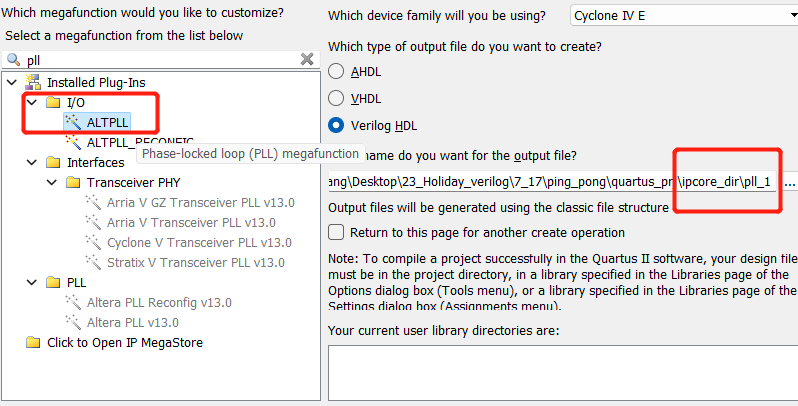 Which megafunction would you like to customize?
Select a megafunction from the list below
pll
Installed Plug-Ins
I/O
ALTPLL
ALTPLL_RECONFIG
Phase-locked loop (PLL) megafunction
Interfaces
Transceiver PHY
Arria V GZ Transceiver PLL v13.0
Arria V Transceiver PLL v13.0
Cyclone V Transceiver PLL v13.0
Stratix V Transceiver PLL v13.0
PLL
Altera PLL Reconfig v13.0
Altera PLL v13.0
Click to Open IP MegaStore
Which device family will you be using?
Cyclone IV E
Which type of output file do you want to create?
AHDL
VHDL
Verilog HDL
name do you want for the output file?
ang\Desktop\23_Holiday_verilog\7_17\ping_pong\quartus_prj\ipcore_dir\pll_1
...
Output files will be generated using the classic file structure
Return to this page for another create operation
Note: To compile a project successfully in the Quartus II software, your design file
must be in the project directory, in a library specified in the Libraries page of the
Options dialog box (Tools menu), or a library specified in the Libraries page of the
Settings dialog box (Assignments menu).
Your current user library directories are: